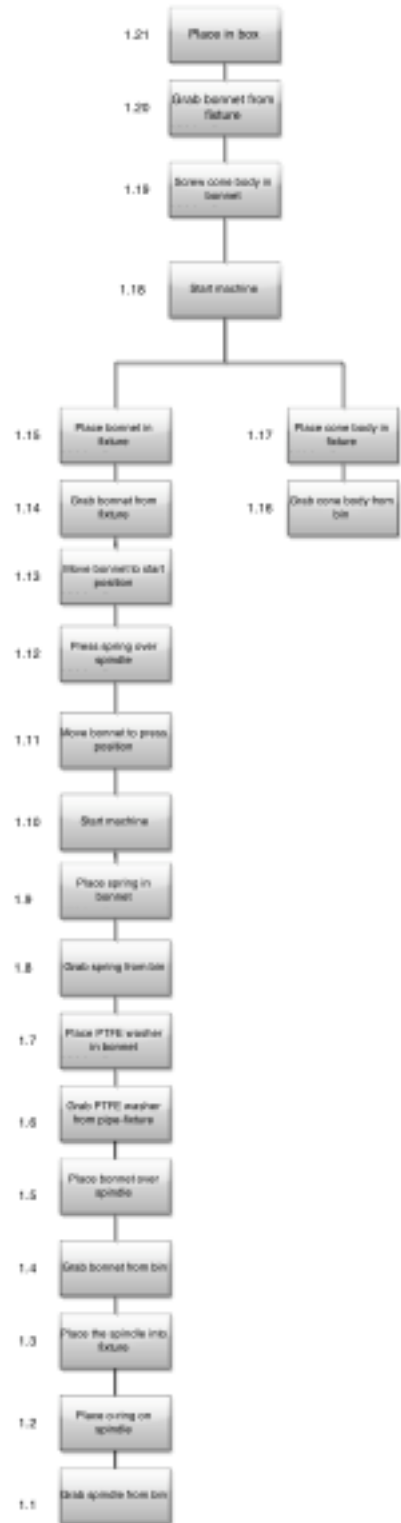 1.21
Place in box
1.20
Grab bonnet from
fixture
1.19
Screw cone body in
bonnet
1.18
Start machine
1.15
Place bonnet in
fixture
1.17
Place cone body in
fixture
1.14
Grab bonnet from
fixture
1.16
Grab cone body from
bin
1.13
Move bonnet to start
position
1.12
Press spring over
spindle
1.11
Move bonnet to press
position
1.10
Start machine
1.9
Place spring in
bonnet
1.8
Grab spring from bin
1.7
Place PTFE washer
in bonnet
1.6
Grab PTFE washer
from pipe-fixture
1.5
Place bonnet over
spindle
1.4
Grab bonnet from bin
1.3
Place the spindle into
fixture
1.2
Place o-ring on
spindle
1.1
Grab spindle from bin